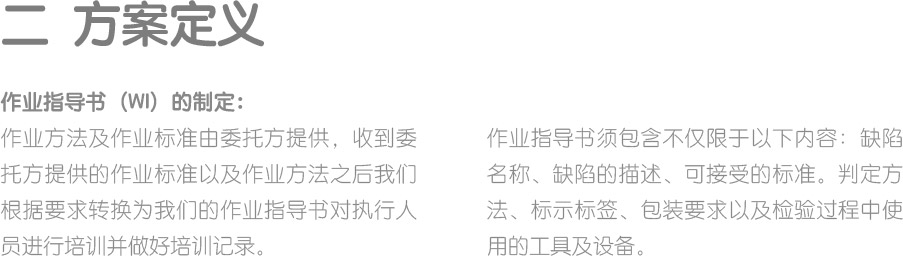 二 方案定义
作业指导书（WI）的制定：
作业方法及作业标准由委托方提供，收到委
托方提供的作业标准以及作业方法之后我们
根据要求转换为我们的作业指导书对执行人
员进行培训并做好培训记录。
作业指导书须包含不仅限于以下内容：缺陷
名称、缺陷的描述、可接受的标准。判定方
法、标示标签、包装要求以及检验过程中使
用的工具及设备。